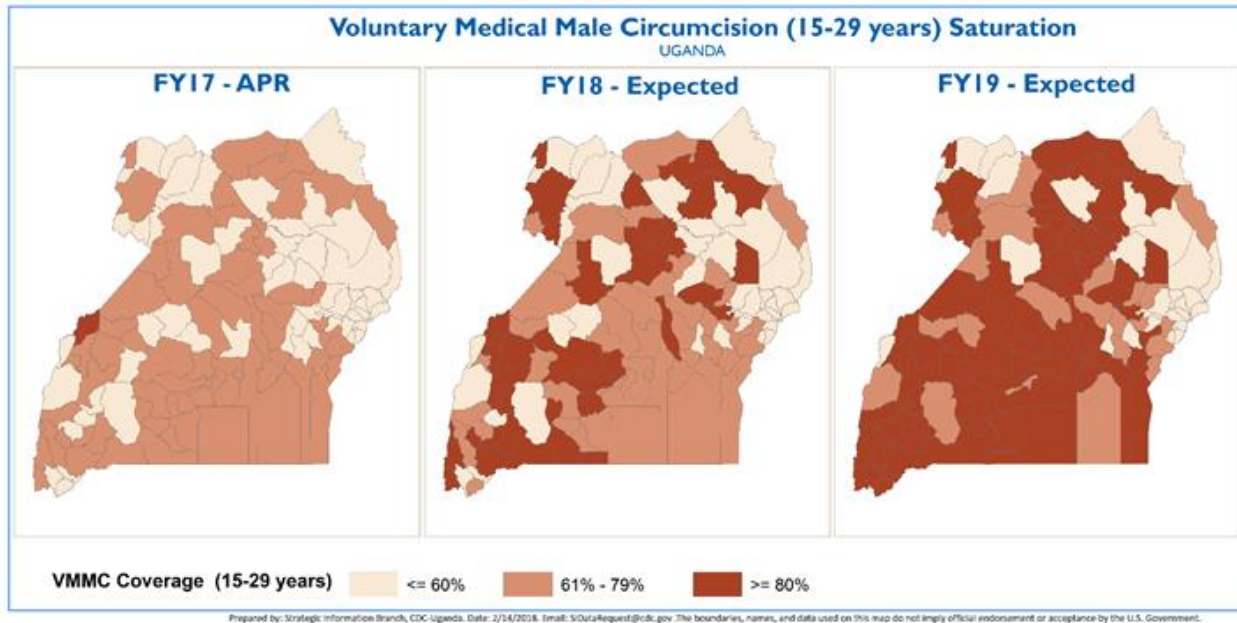 Voluntary Medical Male Circumcision (15-29 years) Saturation
UGANDA
FY17 - APR
FY18 - Expected
FY19 - Expected
VMMC Coverage (15-29 years)
<= 60%
61% - 79%
>= 80%
Prepared by: Strategic Information Branch, CDC-Uganda. Date: 2/14/2018. Email: SIDataRequest@cdc.gov .The boundaries, names, and data used on this map do not imply official endorsement or acceptance by the U.S. Government.